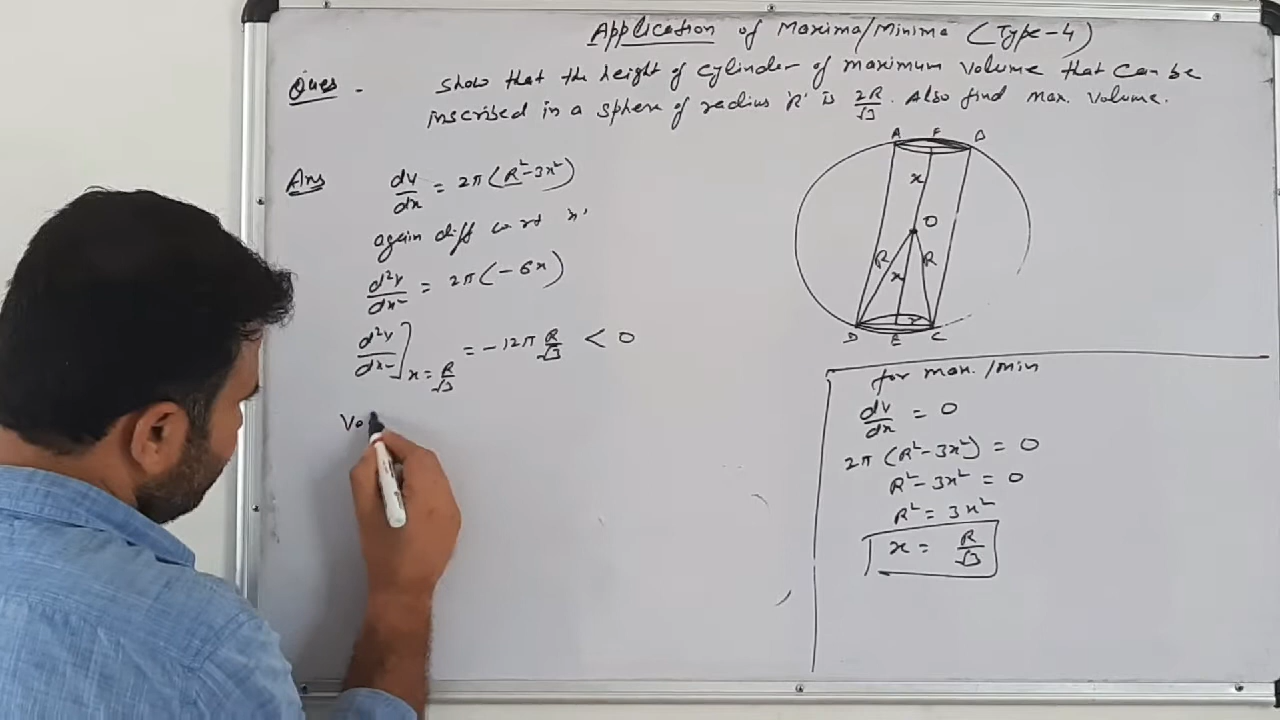 Application of Maxima/Minima (Type-4)
Ques. Show that the height of cylinder of maximum volume that can be
inscribed in a sphere of radius 'R' is 2R/√3. Also find max. volume.
Ans dv/dx = 2π(R²-3x²)
again diff w.r.t 'x'
d²v/dx² = 2π(-6x)
d²v/dx²]x=R/√3 = -12π R/√3 < 0
Vo
A F B
x
O
R x R
r
D E C
for max./min
dv/dx = 0
2π(R²-3x²) = 0
R²-3x² = 0
R² = 3x²
x = R/√3